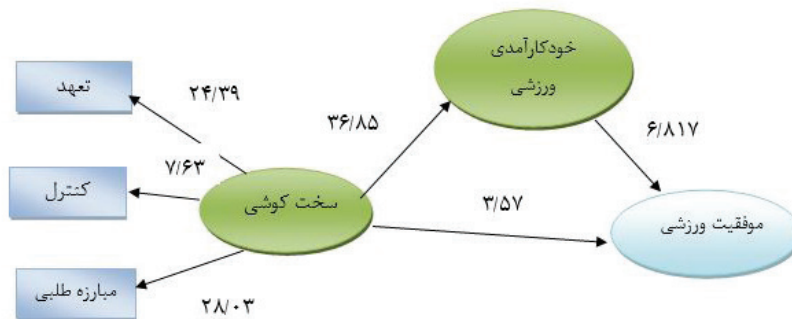 خودکارآمدی
ورزشی
تعهد
۲۴/۳۹
۳۶/۸۵
۶/۸۱۷
۷/۶۳
کنترل
سخت کوشی
۳/۵۷
موفقیت ورزشی
مبارزه طلبی
۲۸/۰۳